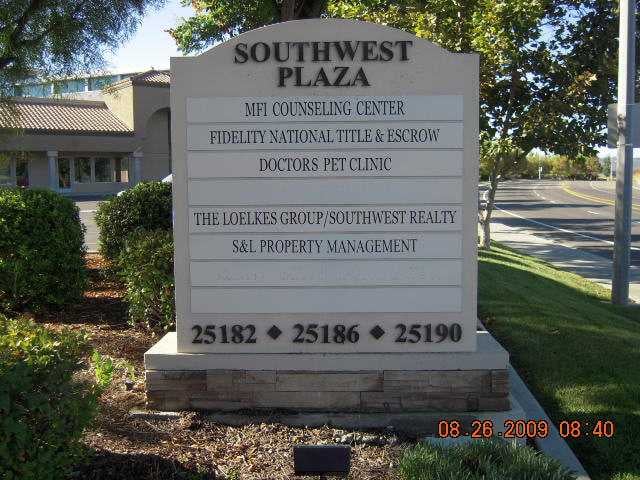 SOUTHWEST
PLAZA
MFI COUNSELING CENTER
FIDELITY NATIONAL TITLE & ESCROW
DOCTORS PET CLINIC
THE LOELKES GROUP/SOUTHWEST REALTY
S&L PROPERTY MANAGEMENT
25182 ◆ 25186 ◆ 25190
08.26.2009 08:40